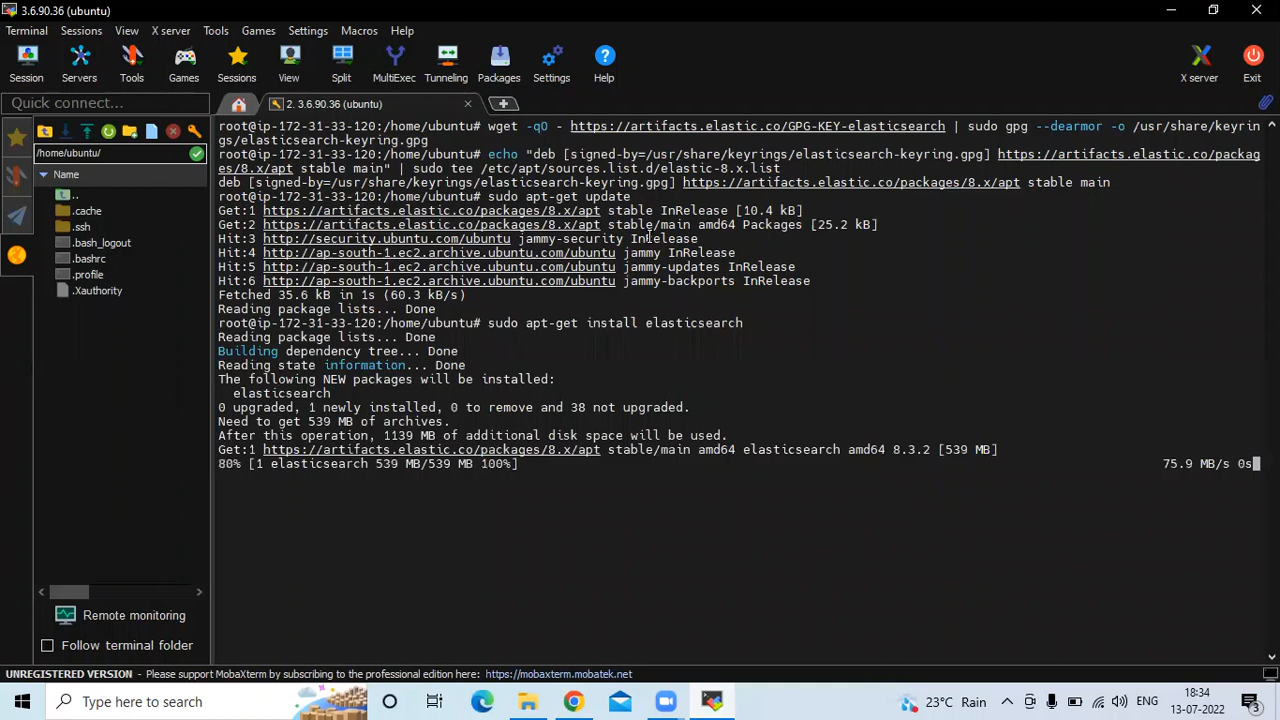 3.6.90.36 (ubuntu)
Terminal Sessions View X server Tools Games Settings Macros Help
Session Servers Tools Games Sessions View Split MultiExec Tunneling Packages Settings Help X server Exit
Quick connect...
2. 3.6.90.36 (ubuntu)
/home/ubuntu/
Name
..
.cache
.ssh
.bash_logout
.bashrc
.profile
.Xauthority
Remote monitoring
Follow terminal folder
root@ip-172-31-33-120:/home/ubuntu# wget -qO - https://artifacts.elastic.co/GPG-KEY-elasticsearch | sudo gpg --dearmor -o /usr/share/keyrin
gs/elasticsearch-keyring.gpg
root@ip-172-31-33-120:/home/ubuntu# echo "deb [signed-by=/usr/share/keyrings/elasticsearch-keyring.gpg] https://artifacts.elastic.co/packag
es/8.x/apt stable main" | sudo tee /etc/apt/sources.list.d/elastic-8.x.list
deb [signed-by=/usr/share/keyrings/elasticsearch-keyring.gpg] https://artifacts.elastic.co/packages/8.x/apt stable main
root@ip-172-31-33-120:/home/ubuntu# sudo apt-get update
Get:1 https://artifacts.elastic.co/packages/8.x/apt stable InRelease [10.4 kB]
Get:2 https://artifacts.elastic.co/packages/8.x/apt stable/main amd64 Packages [25.2 kB]
Hit:3 http://security.ubuntu.com/ubuntu jammy-security InRelease
Hit:4 http://ap-south-1.ec2.archive.ubuntu.com/ubuntu jammy InRelease
Hit:5 http://ap-south-1.ec2.archive.ubuntu.com/ubuntu jammy-updates InRelease
Hit:6 http://ap-south-1.ec2.archive.ubuntu.com/ubuntu jammy-backports InRelease
Fetched 35.6 kB in 1s (60.3 kB/s)
Reading package lists... Done
root@ip-172-31-33-120:/home/ubuntu# sudo apt-get install elasticsearch
Reading package lists... Done
Building dependency tree... Done
Reading state information... Done
The following NEW packages will be installed:
elasticsearch
0 upgraded, 1 newly installed, 0 to remove and 38 not upgraded.
Need to get 539 MB of archives.
After this operation, 1139 MB of additional disk space will be used.
Get:1 https://artifacts.elastic.co/packages/8.x/apt stable/main amd64 elasticsearch amd64 8.3.2 [539 MB]
80% [1 elasticsearch 539 MB/539 MB 100%] 75.9 MB/s 0s
UNREGISTERED VERSION - Please support MobaXterm by subscribing to the professional edition here: https://mobaxterm.mobatek.net
Type here to search
23°C Rain
ENG
18:34
13-07-2022
3